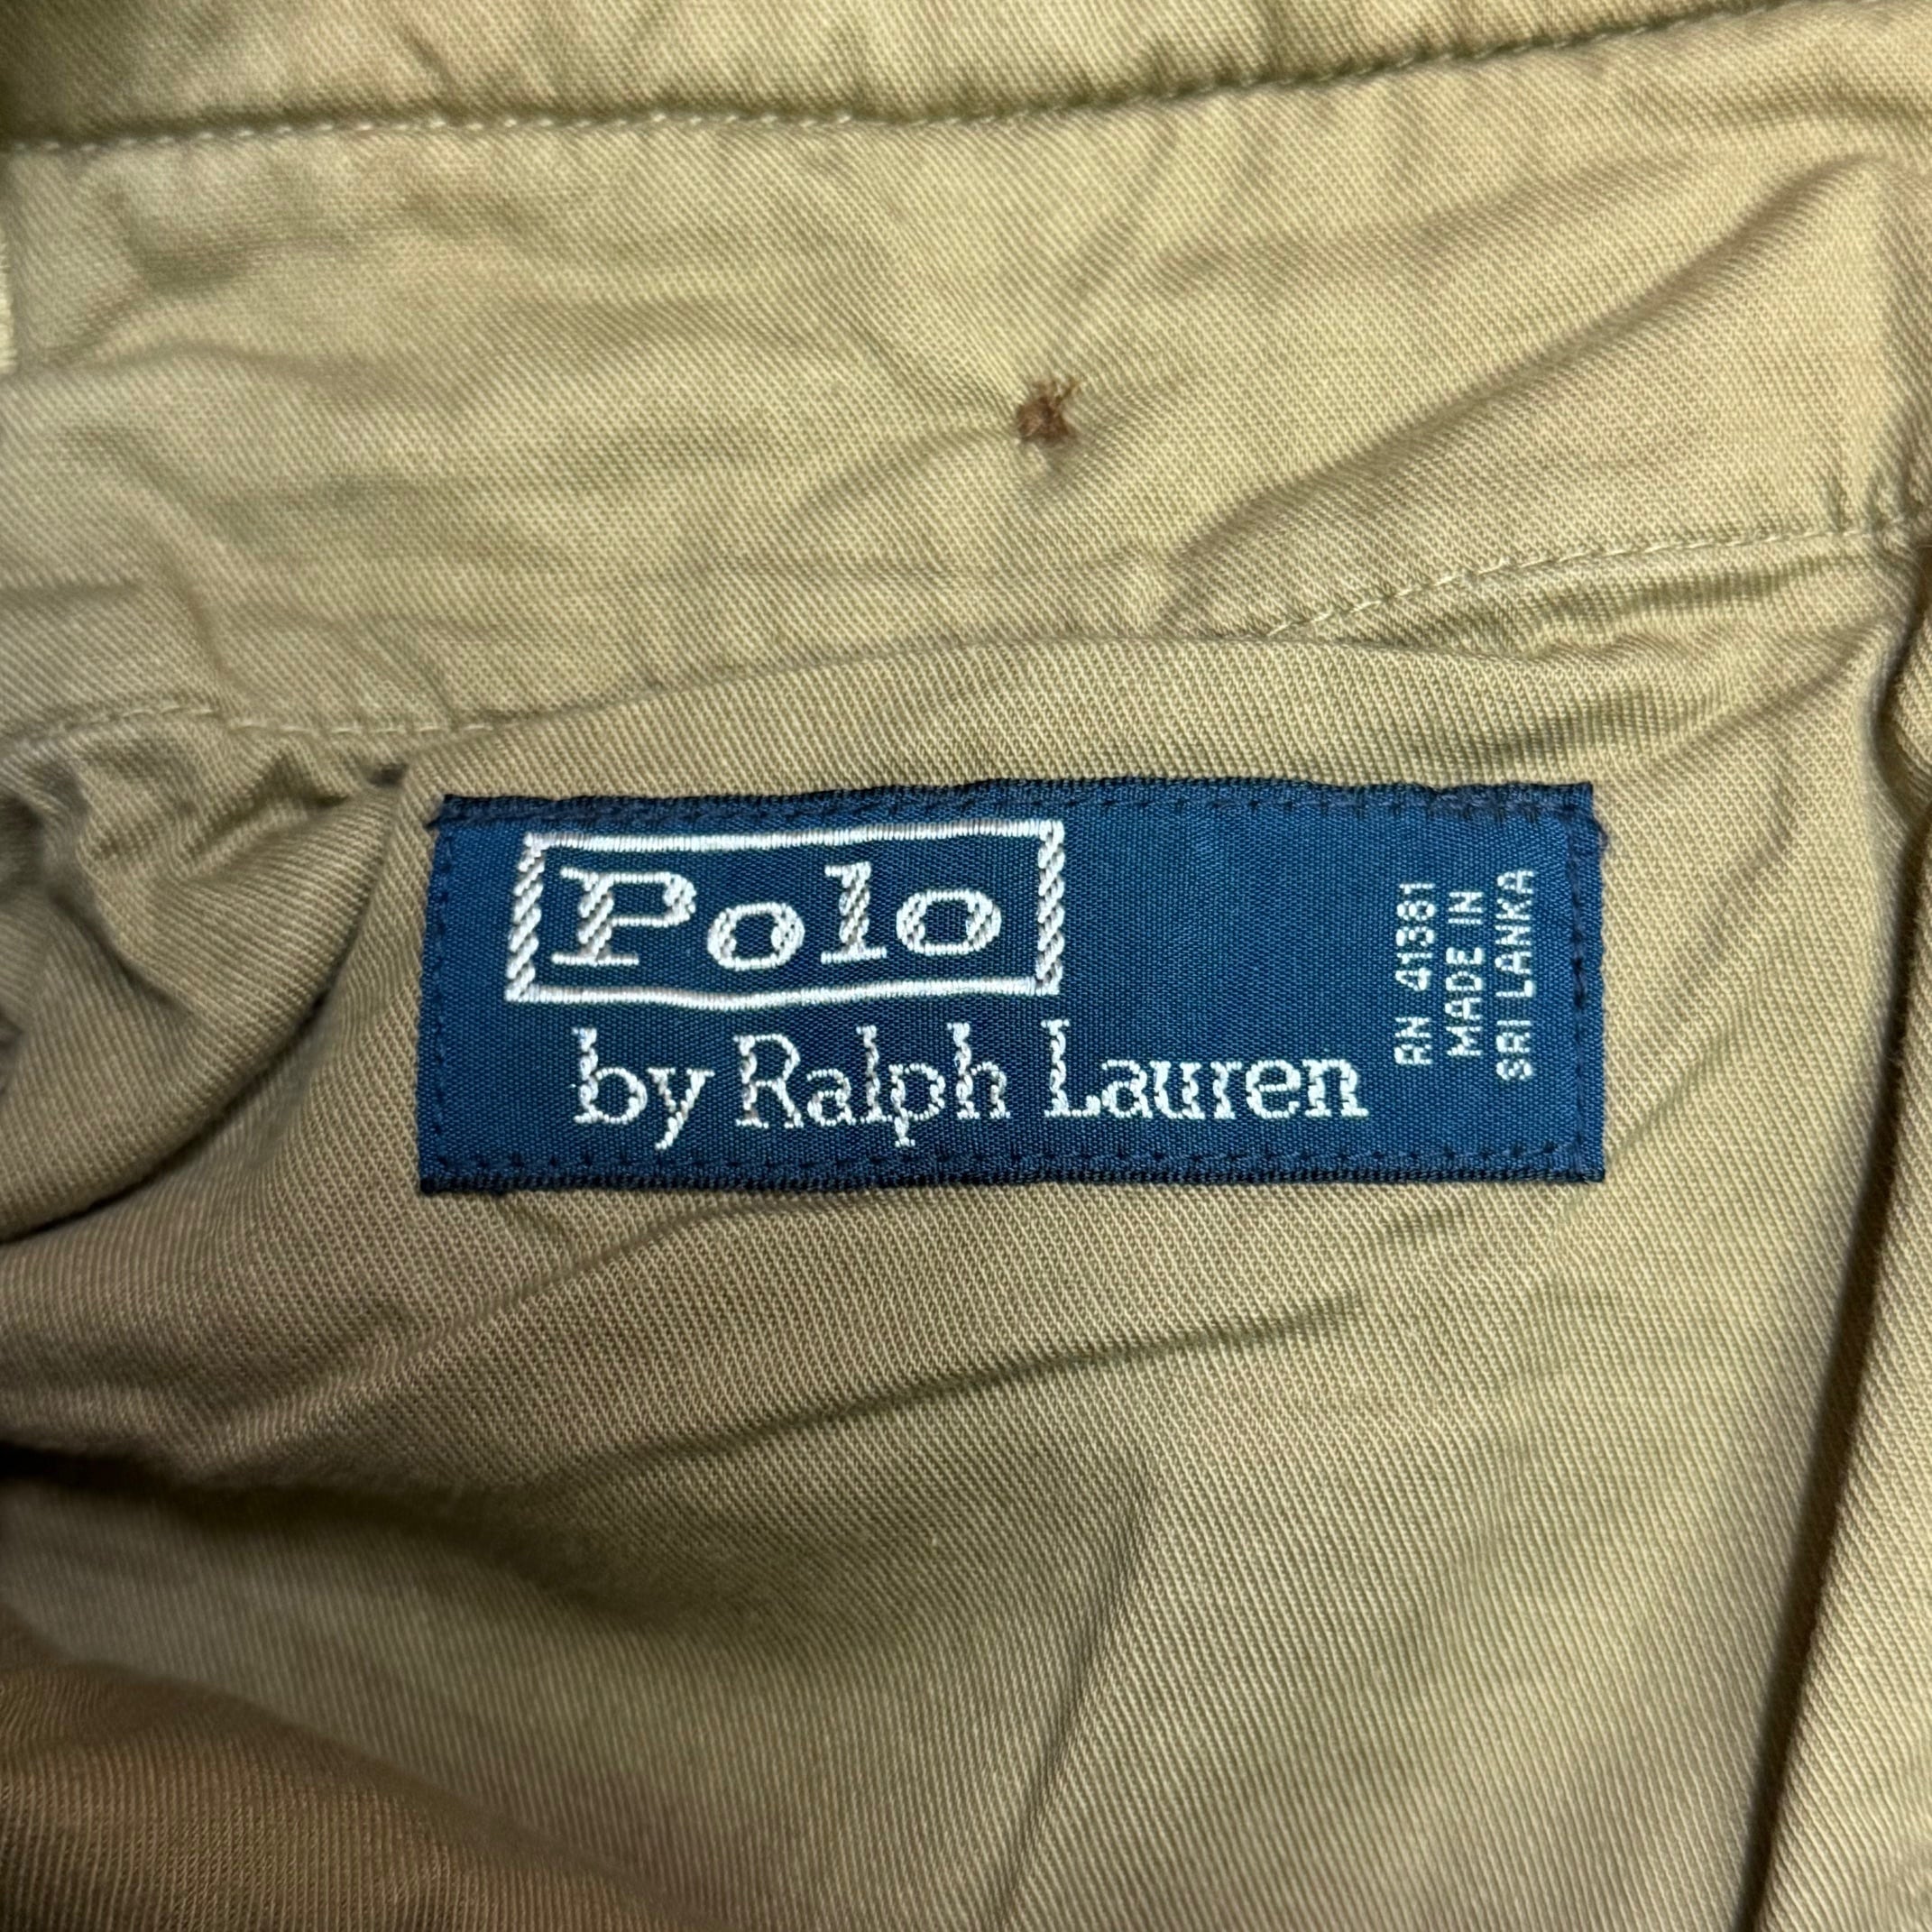 Polo
by Ralph Lauren
RN 41381
MADE IN
SRI LANKA